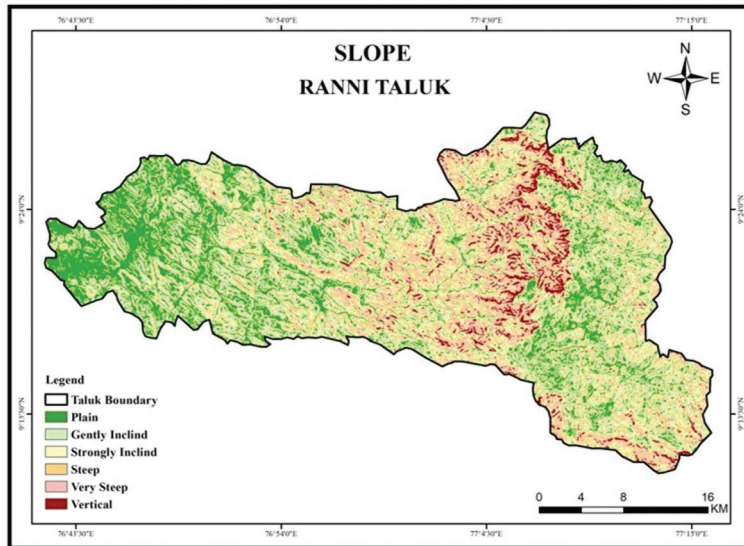 76°43'30"E 76°54'0"E 77°4'30"E 77°15'0"E
SLOPE
RANNI TALUK
N
W E
S
9°24'0"N 9°24'0"N
Legend
Taluk Boundary
Plain
Gently Inclind
Strongly Inclind
Steep
Very Steep
Vertical
9°13'30"N 9°13'30"N
0 4 8 16
KM
76°43'30"E 76°54'0"E 77°4'30"E 77°15'0"E